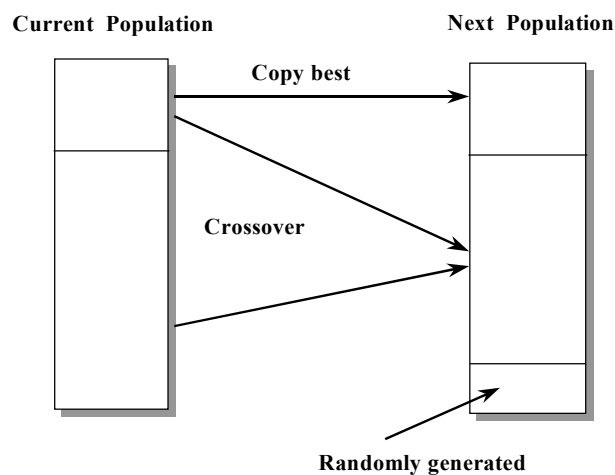 Current Population
Next Population
Copy best
Crossover
Randomly generated